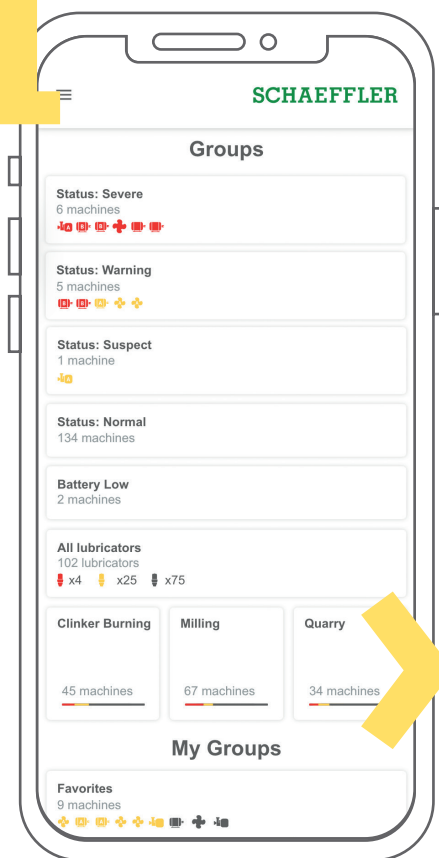 SCHAEFFLER
Groups
Status: Severe
6 machines
Status: Warning
5 machines
Status: Suspect
1 machine
Status: Normal
134 machines
Battery Low
2 machines
All lubricators
102 lubricators
x4 x25 x75
Clinker Burning
45 machines
Milling
67 machines
Quarry
34 machines
My Groups
Favorites
9 machines